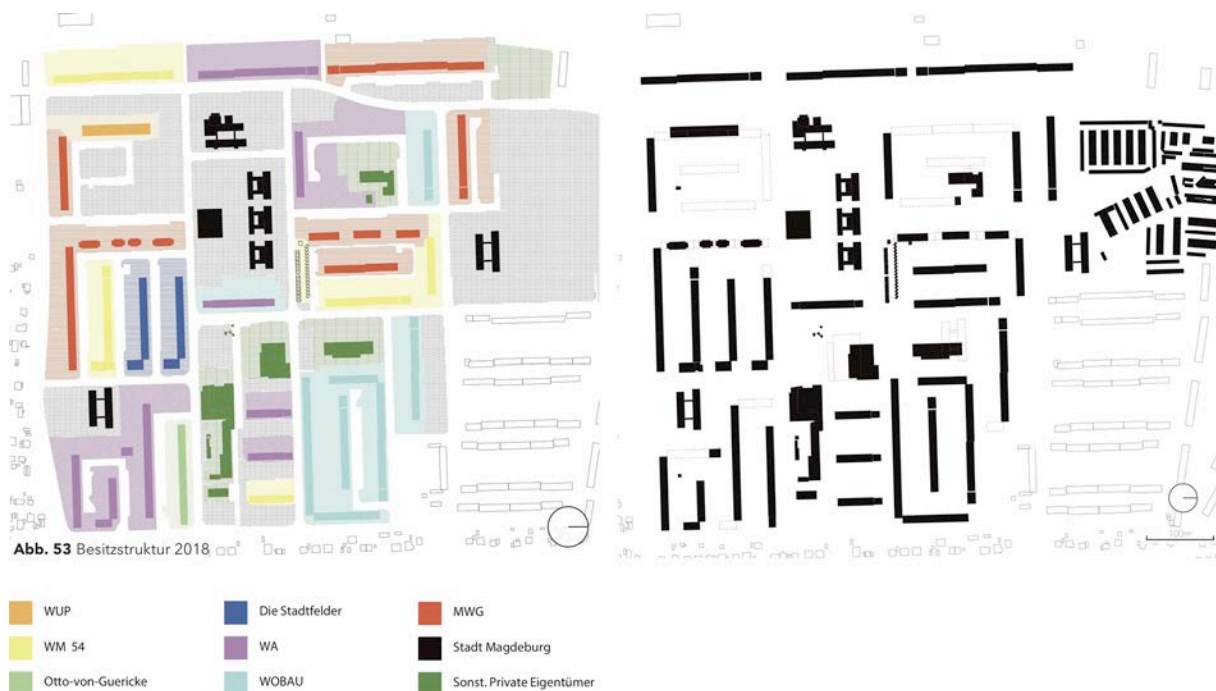 Abb. 53 Besitzstruktur 2018
100m
WUP
Die Stadtfelder
MWG
WM 54
WA
Stadt Magdeburg
Otto-von-Guericke
WOBAU
Sonst. Private Eigentümer